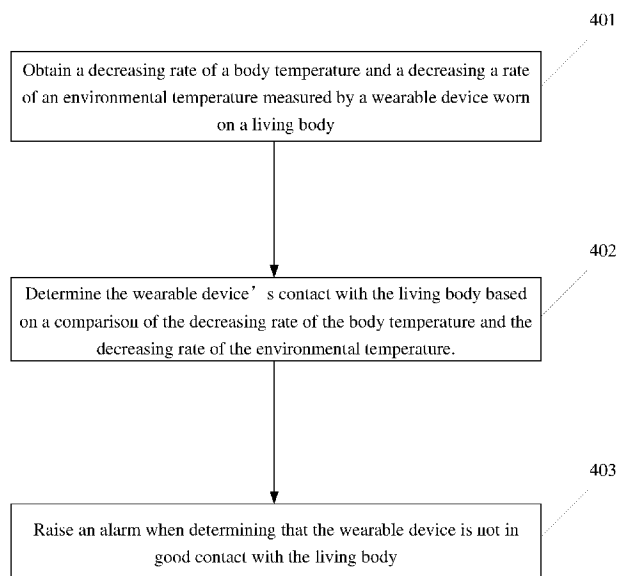 401
Obtain a decreasing rate of a body temperature and a decreasing a rate
of an environmental temperature measured by a wearable device worn
on a living body
402
Determine the wearable device’ s contact with the living body based
on a comparison of the decreasing rate of the body temperature and the
decreasing rate of the environmental temperature.
403
Raise an alarm when determining that the wearable device is not in
good contact with the living body